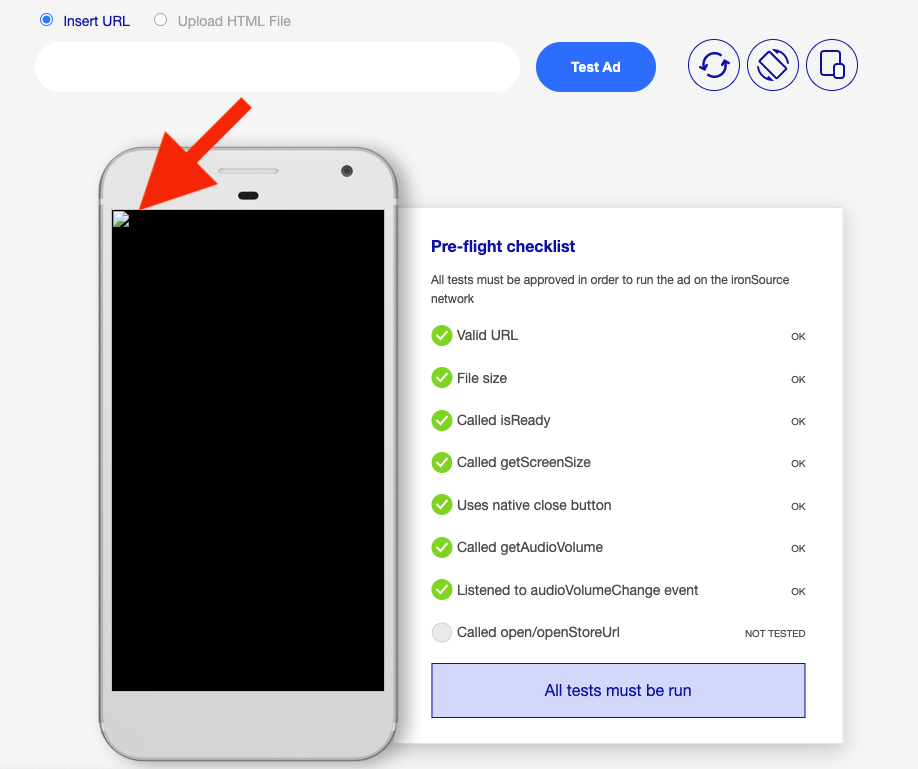 Insert URL
Upload HTML File
Test Ad
Pre-flight checklist
All tests must be approved in order to run the ad on the ironSource
network
Valid URL OK
File size OK
Called isReady OK
Called getScreenSize OK
Uses native close button OK
Called getAudioVolume OK
Listened to audioVolumeChange event OK
Called open/openStoreUrl NOT TESTED
All tests must be run